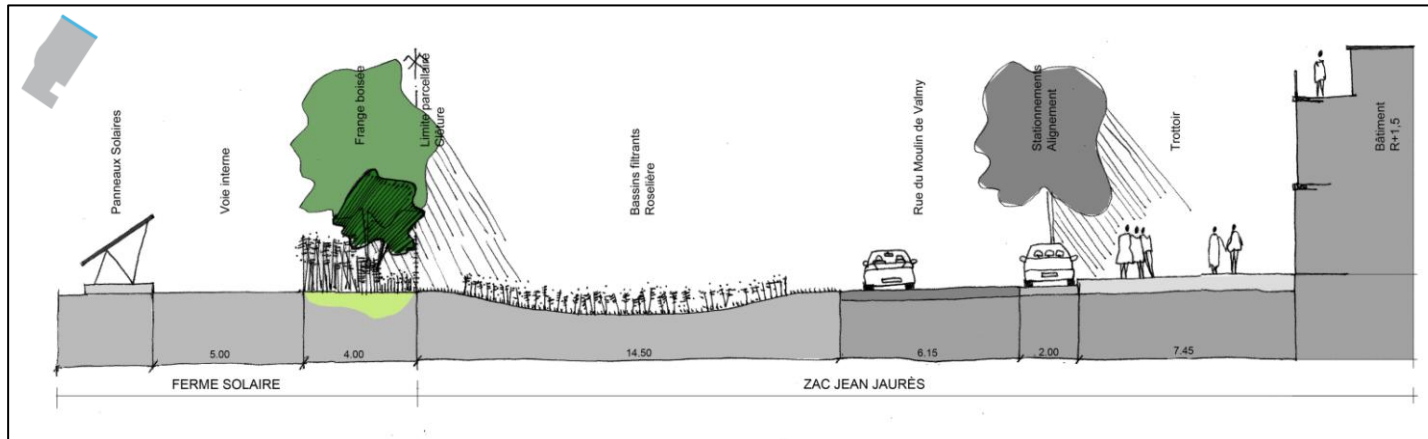 Panneaux Solaires
Voie interne
Frange boisée
Limite parcellaire
Clôture
Bassins filtrants
Roselière
Rue du Moulin de Valmy
Stationnements
Alignement
Trottoir
Bâtiment
R+1,5
5.00
4.00
14.50
6.15
2.00
7.45
FERME SOLAIRE
ZAC JEAN JAURÈS